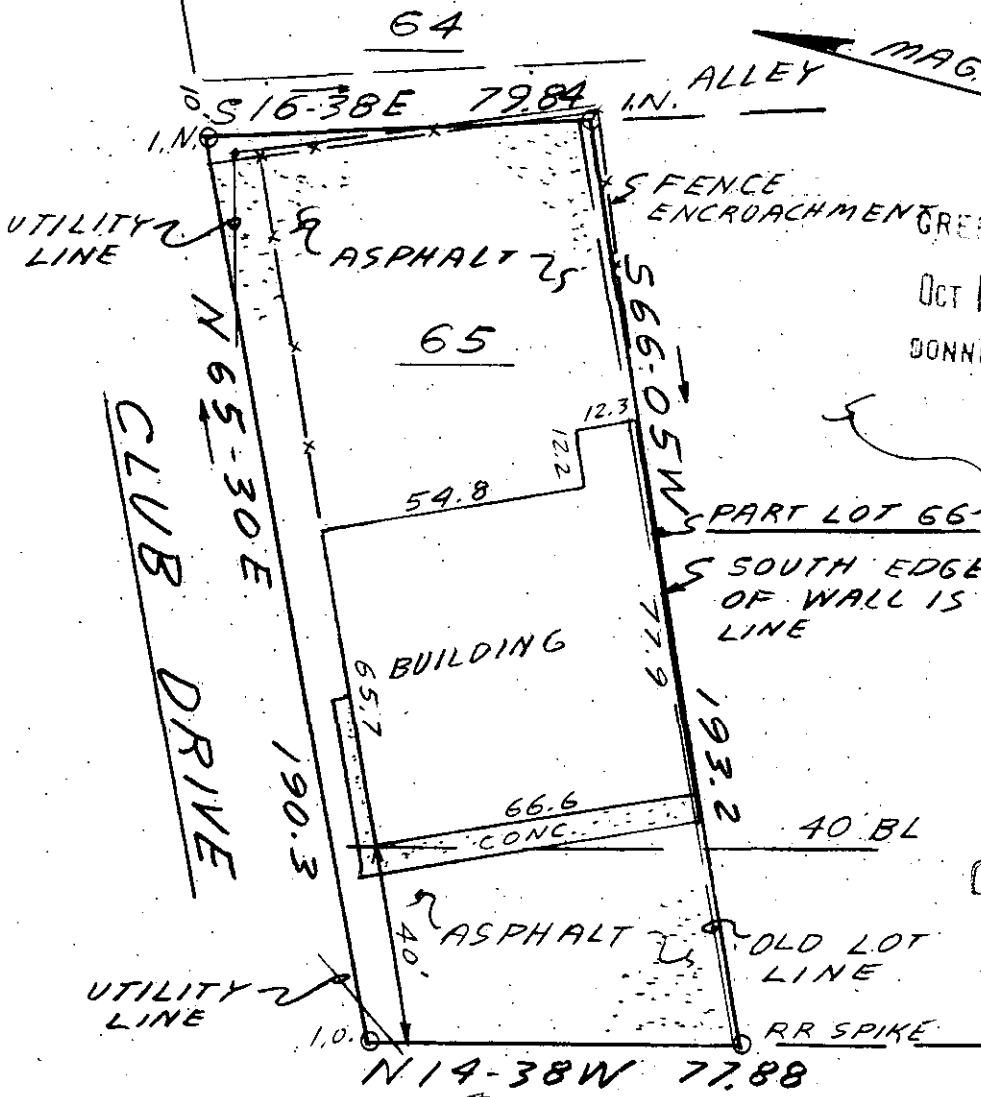 64
MAG.
ALLEY
10.
S 16-38E 79.84
I.N.
I.N.
FENCE
ENCROACHMENT
UTILITY
LINE
ASPHALT
OCT
65
S66-05W
N 65-30E
12.3
12.2
54.8
CLUB DRIVE
PART LOT 66
SOUTH EDGE
OF WALL IS
LINE
BUILDING
77.9
65.7
193.2
190.3
66.6
CONC.
40 BL
40'
ASPHALT
OLD LOT
LINE
UTILITY
LINE
I.O.
RR SPIKE
N14-38W 77.88